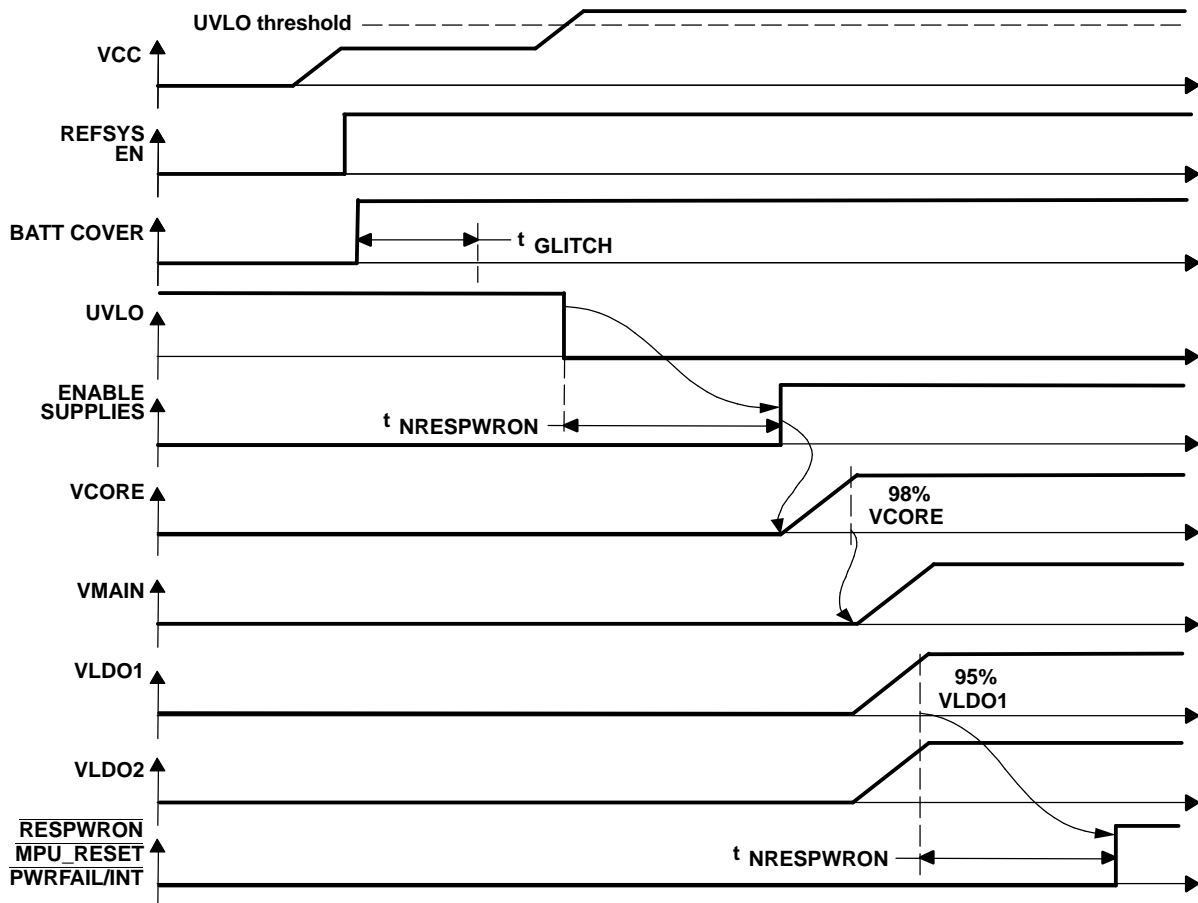 UVLO threshold
VCC
REFSYS
EN
BATT COVER
t GLITCH
UVLO
ENABLE
SUPPLIES
t NRESPWRON
VCORE
98%
VCORE
VMAIN
VLDO1
95%
VLDO1
VLDO2
RESPWRON
MPU_RESET
PWRFAIL/INT
t NRESPWRON